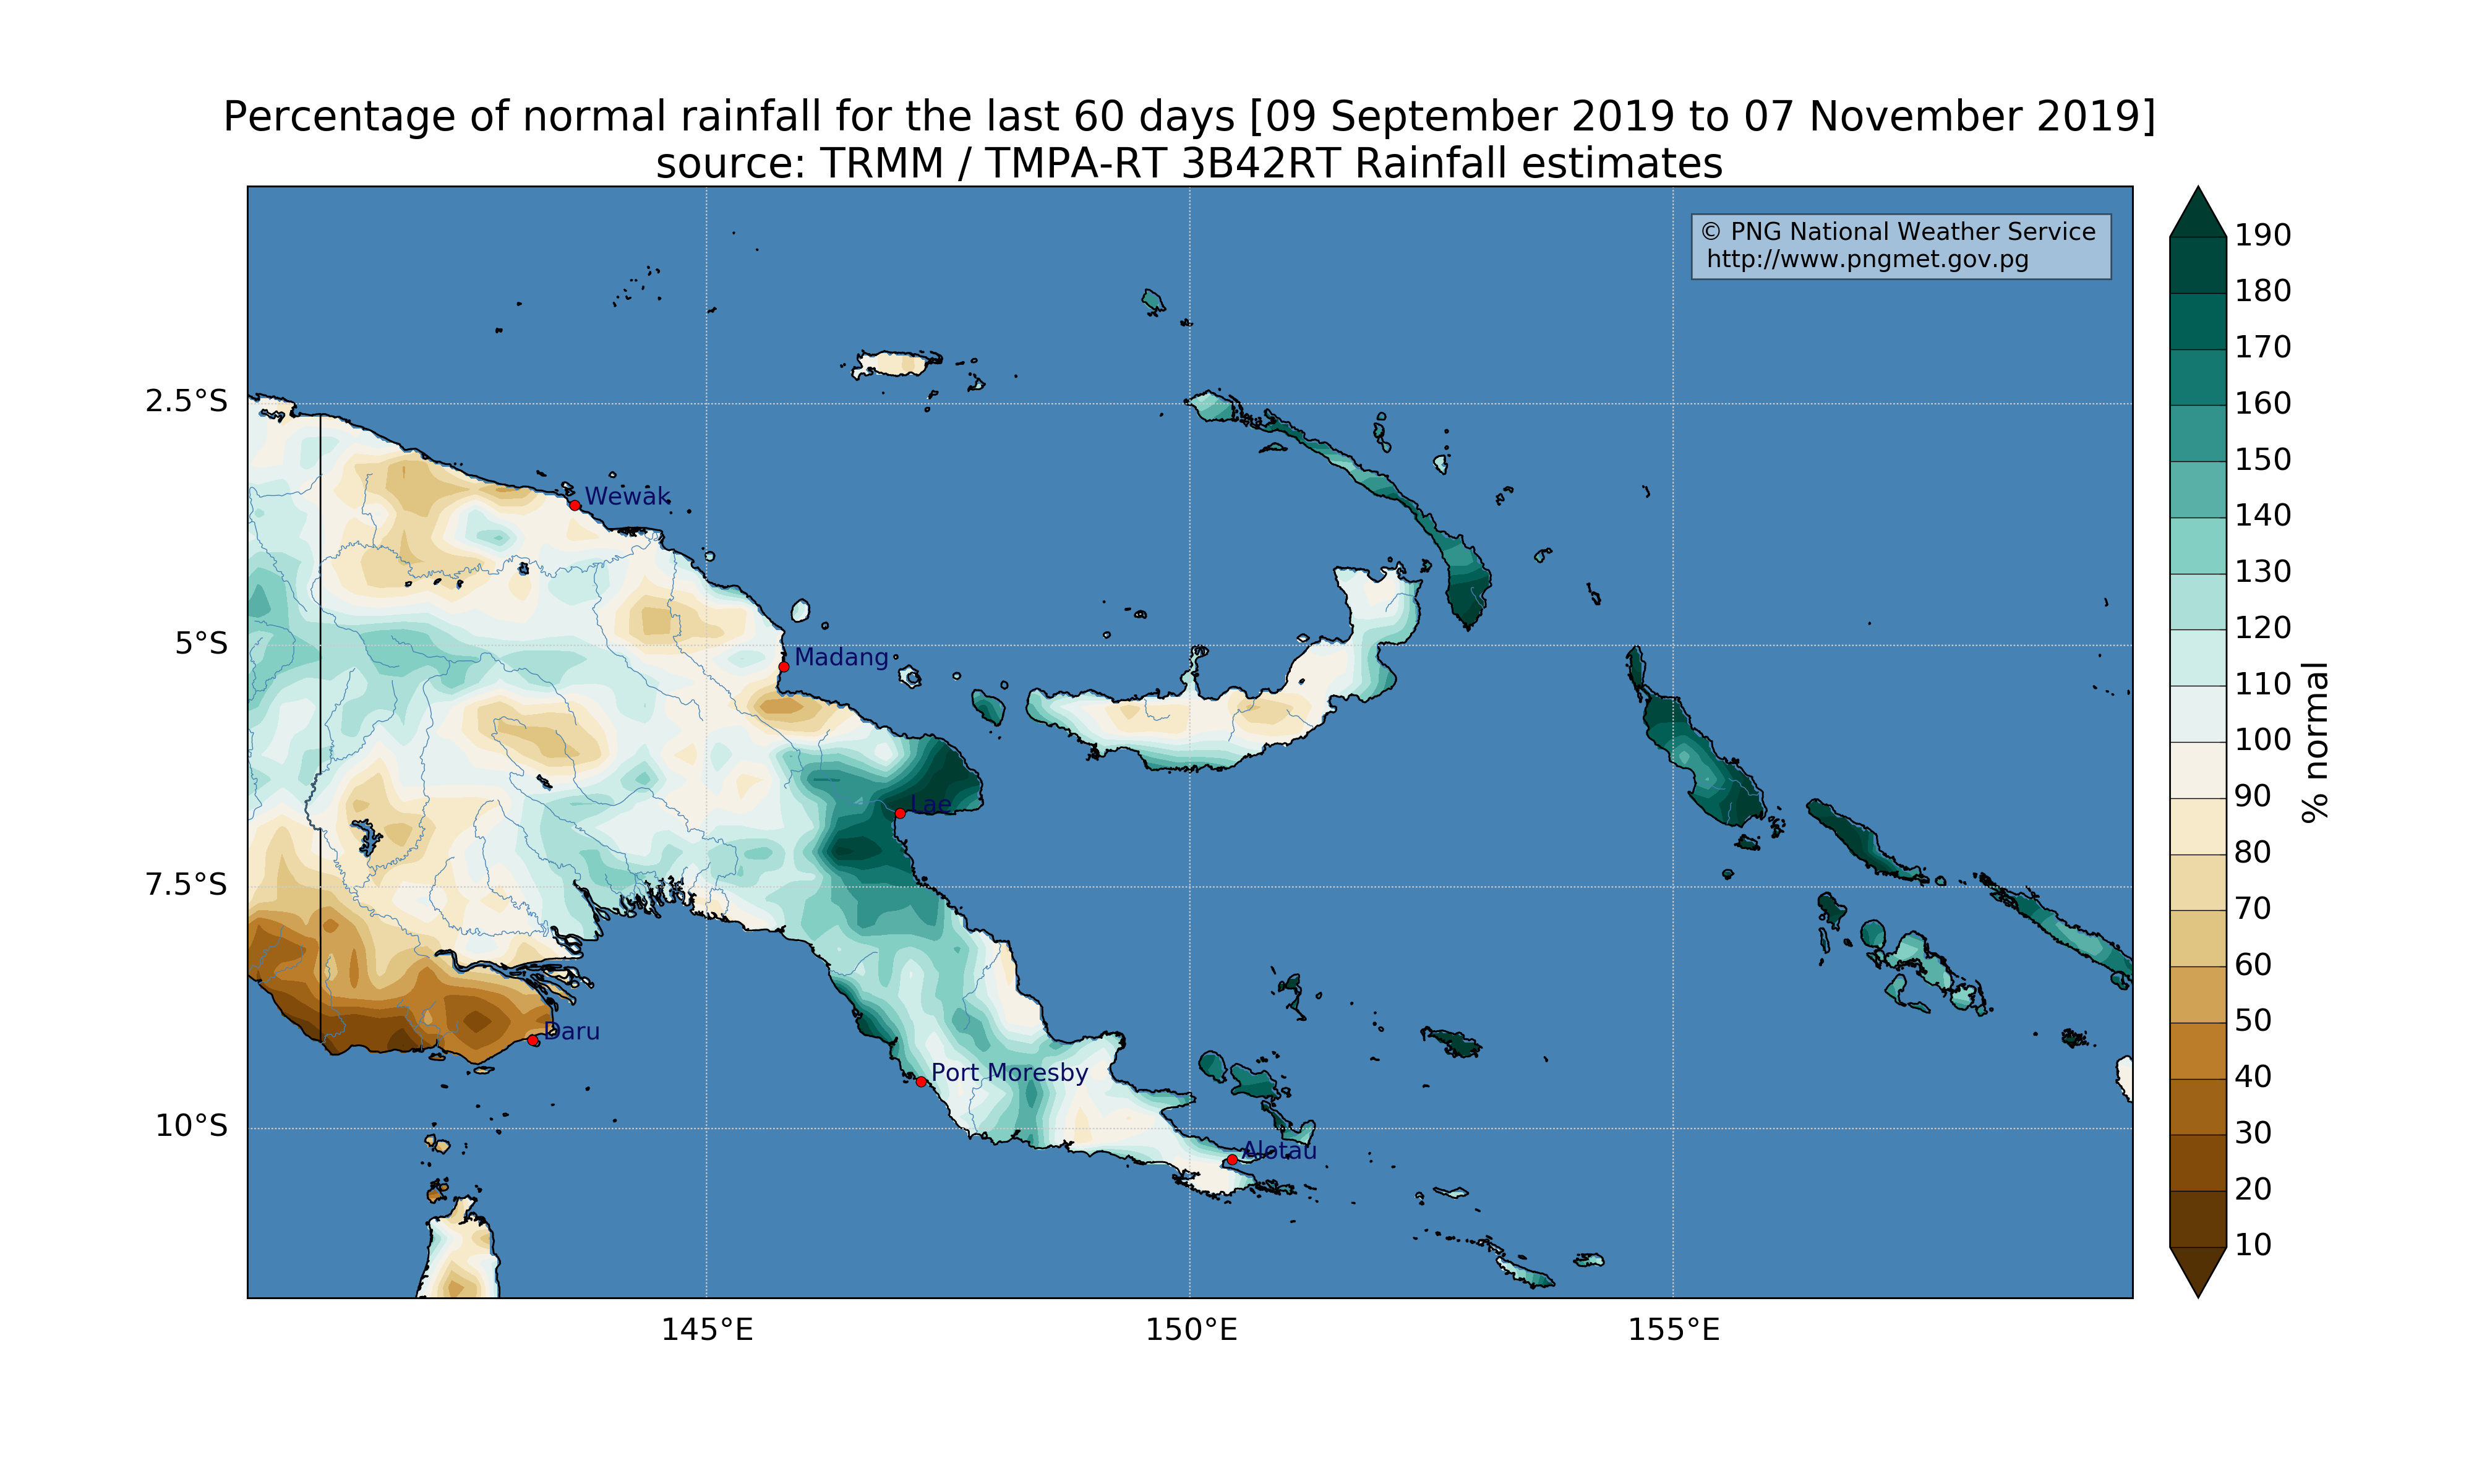 Percentage of normal rainfall for the last 60 days [09 September 2019 to 07 November 2019]
source: TRMM / TMPA-RT 3B42RT Rainfall estimates
© PNG National Weather Service
http://www.pngmet.gov.pg
190
180
170
160
150
140
130
120
110
100
90
80
70
60
50
40
30
20
10
% normal
2.5°S
5°S
7.5°S
10°S
Wewak
Madang
Lae
Daru
Port Moresby
Alotau
145°E
150°E
155°E